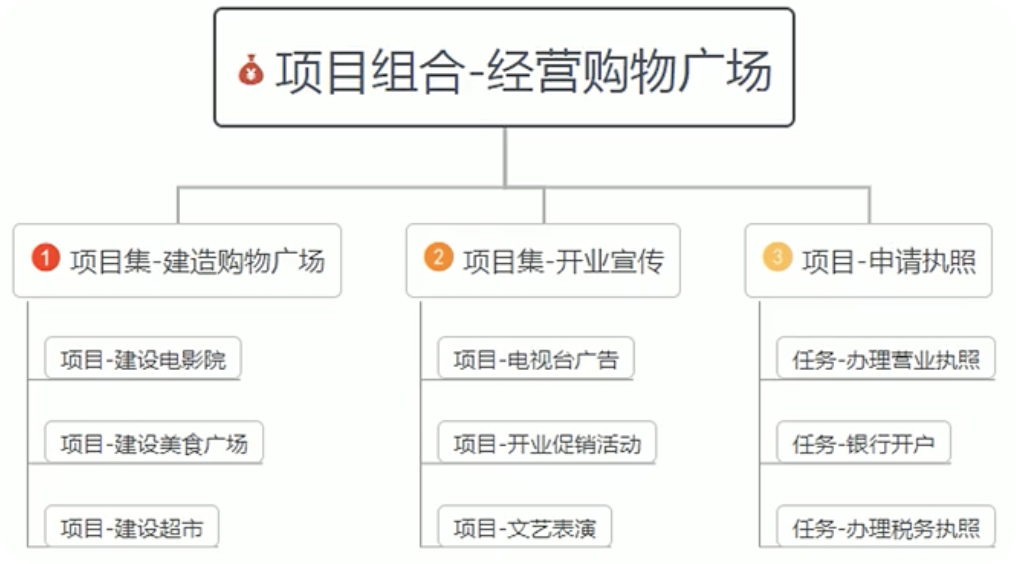 项目组合-经营购物广场
1 项目集-建造购物广场
项目-建设电影院
项目-建设美食广场
项目-建设超市
2 项目集-开业宣传
项目-电视台广告
项目-开业促销活动
项目-文艺表演
3 项目-申请执照
任务-办理营业执照
任务-银行开户
任务-办理税务执照